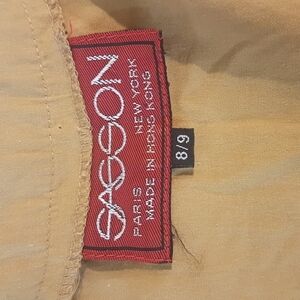 SASSON
PARIS NEW YORK
MADE IN HONG KONG
8/9